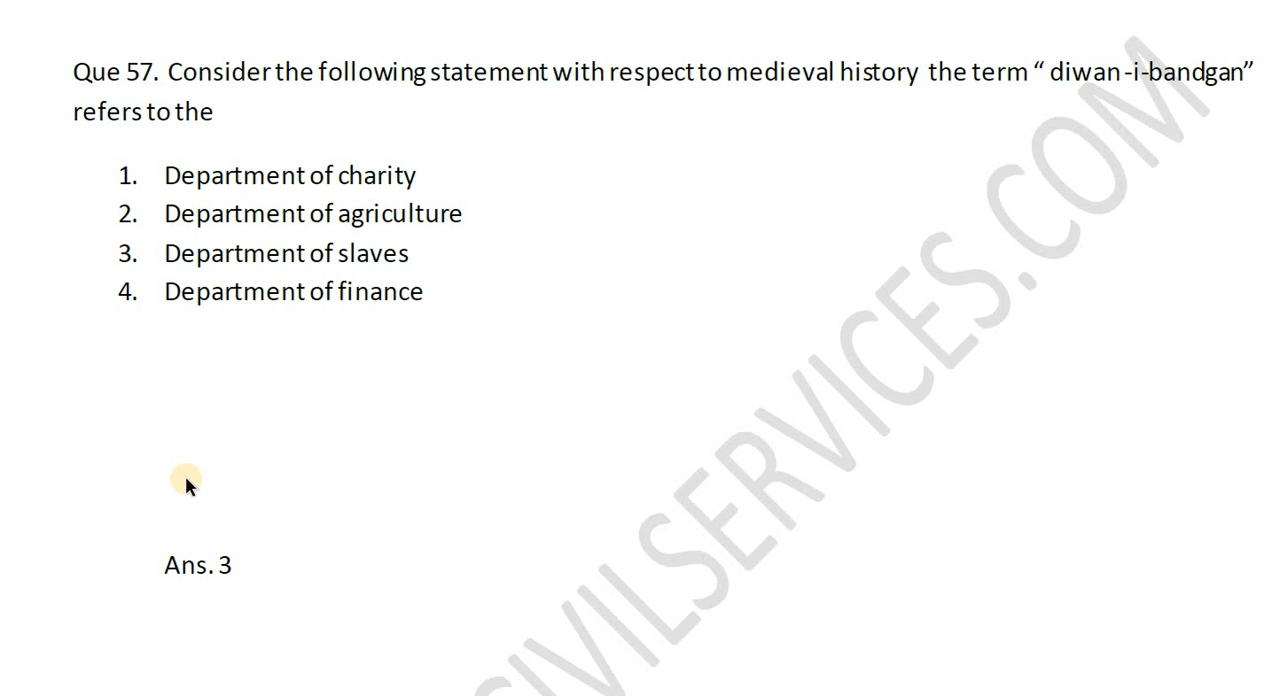 Que 57. Consider the following statement with respect to medieval history the term “ diwan-i-bandgan”
refers to the
1. Department of charity
2. Department of agriculture
3. Department of slaves
4. Department of finance
Ans. 3
CIVIILSERVICES.COM